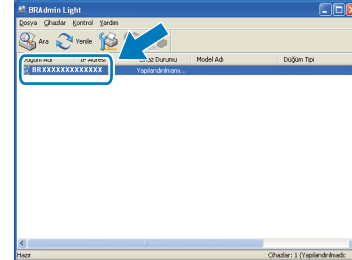 BRAdmin Light
Dosya Cihazlar Kontrol Yardım
Ara Yenile
Düğüm Adı IP Adresi Cihaz Durumu Model Adı Düğüm Tipi
BRXXXXXXXXXXXXX Yapılandırılmamı...
Hazır Cihazlar: 1 (Yapılandırılmadı: